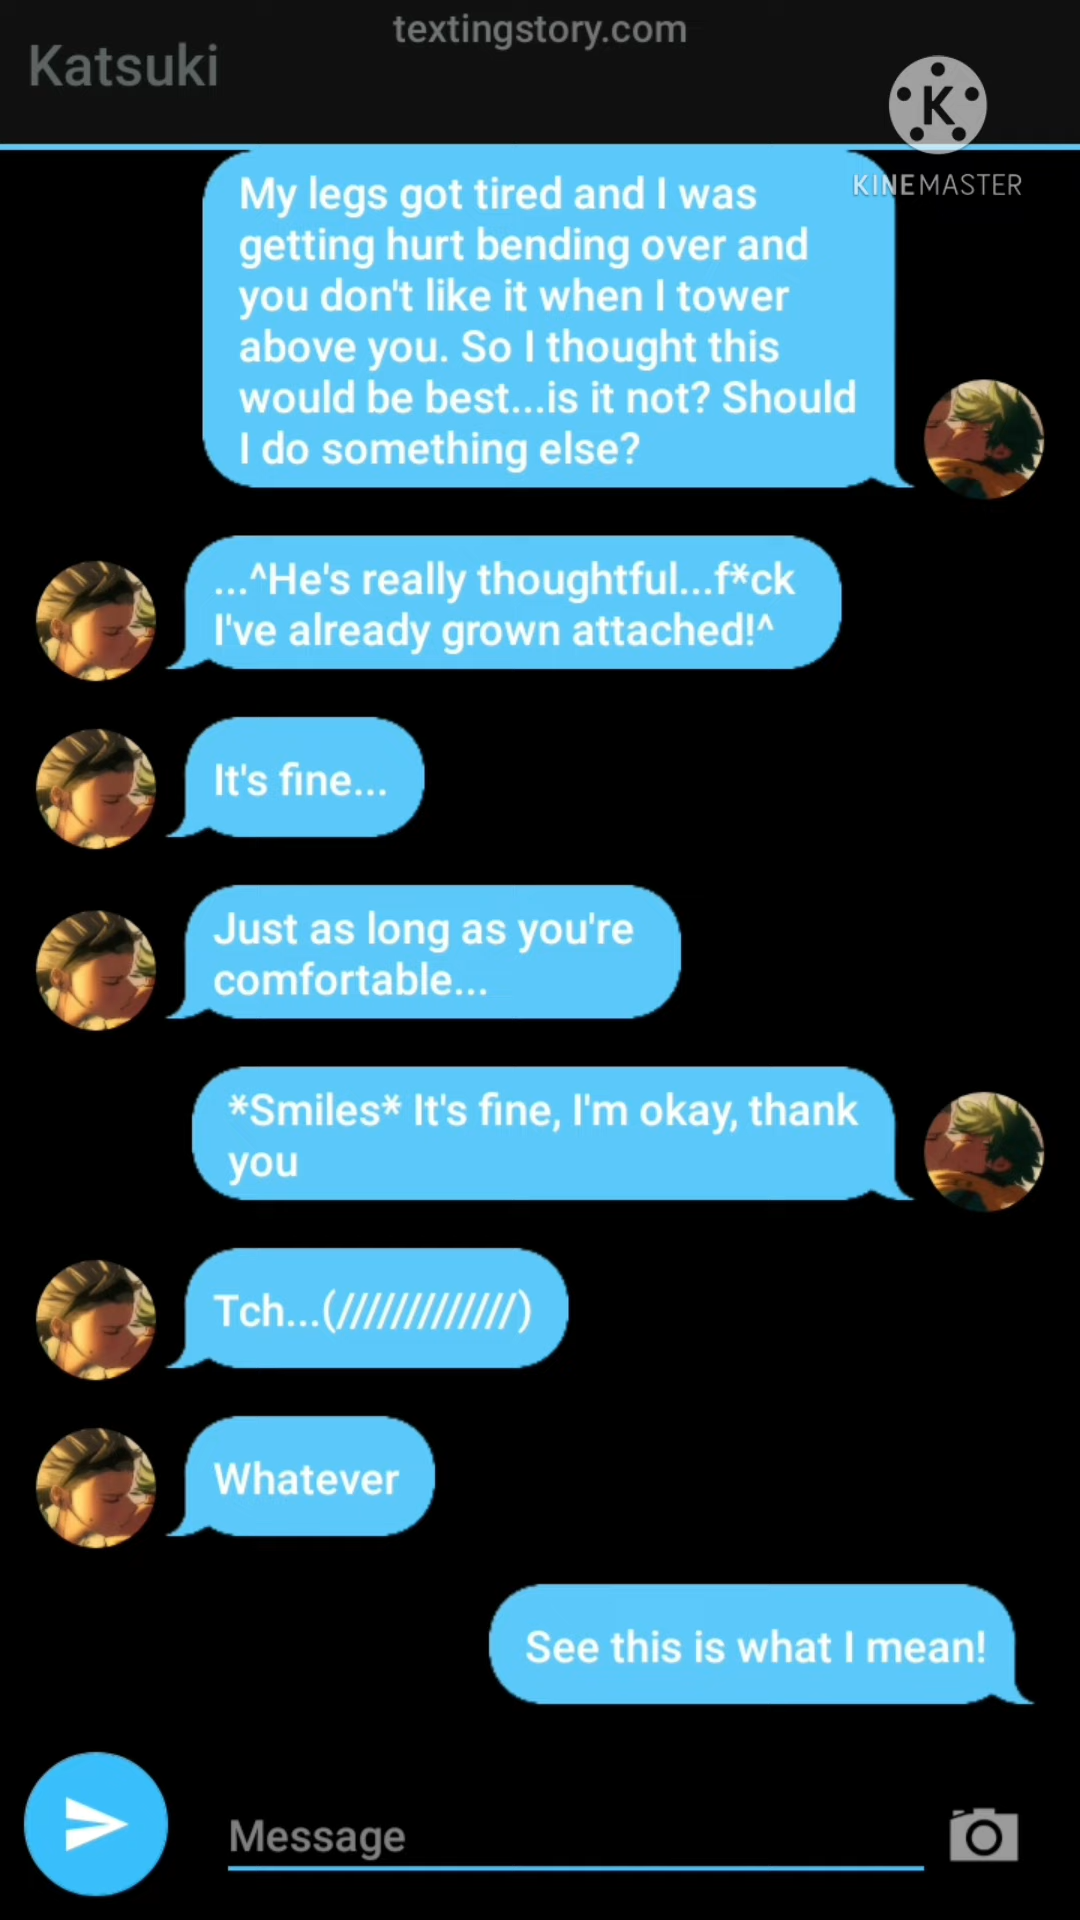 textingstory.com
Katsuki
K
KINEMASTER
My legs got tired and I was
getting hurt bending over and
you don't like it when I tower
above you. So I thought this
would be best...is it not? Should
I do something else?
...^He's really thoughtful...f*ck
I've already grown attached!^
It's fine...
Just as long as you're
comfortable...
*Smiles* It's fine, I'm okay, thank
you
Tch...(/////////////)
Whatever
See this is what I mean!
Message